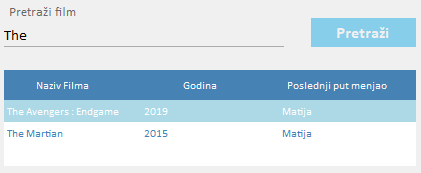 Pretraži film
The
Pretraži
Naziv Filma Godina Poslednji put menjao
The Avengers : Endgame 2019 Matija
The Martian 2015 Matija